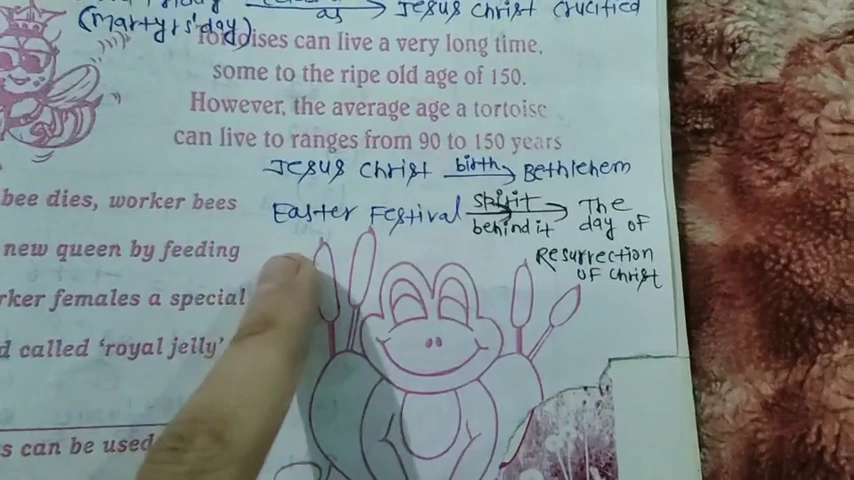 as Jesus Christ crucified
(Martyrs'day)
Tortoises can live a very long time,
some to the ripe old age of 150.
However, the average age a tortoise
can live to ranges from 90 to 150 years
Jesus Christ birth Bethlehem
bee dies, worker bees
Easter Festival spirit behind it The day of Resurrection OF Christ
new queen by feeding
rker females a special
d called 'royal jelly'
s can be used